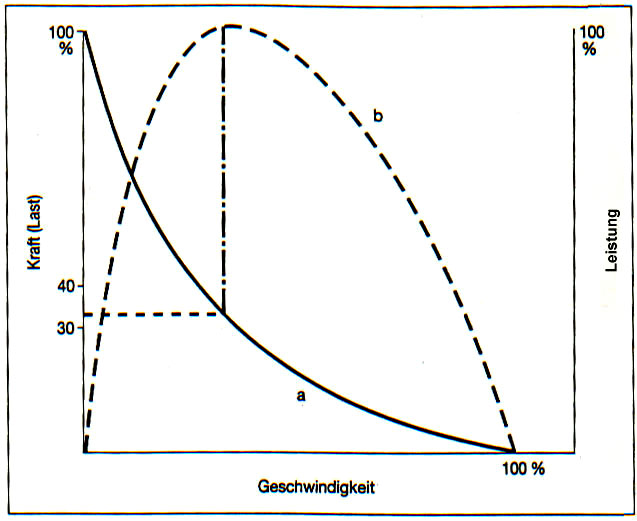 100
%
100
%
b
Kraft (Last)
Leistung
40
30
a
100 %
Geschwindigkeit